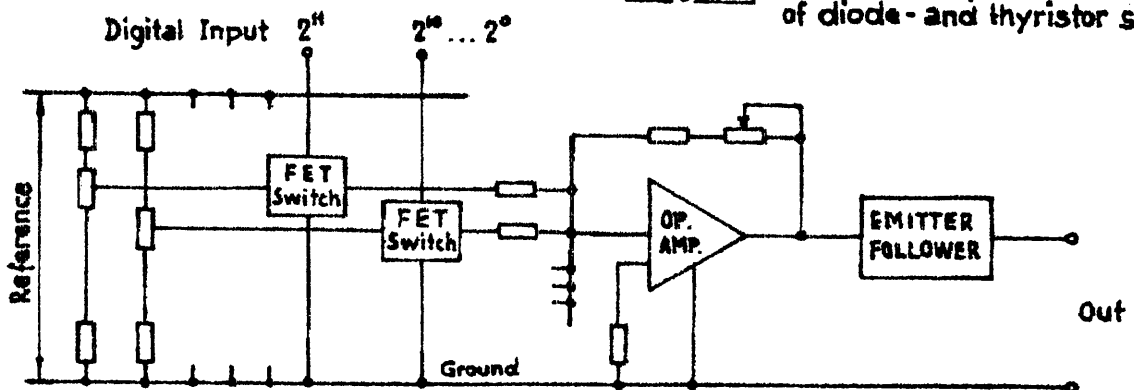 of diode- and thyristor s
Digital Input 2¹¹ 2¹⁰ ... 2⁰
Reference
FET
Switch
FET
Switch
OP.
AMP.
EMITTER
FOLLOWER
Out
Ground